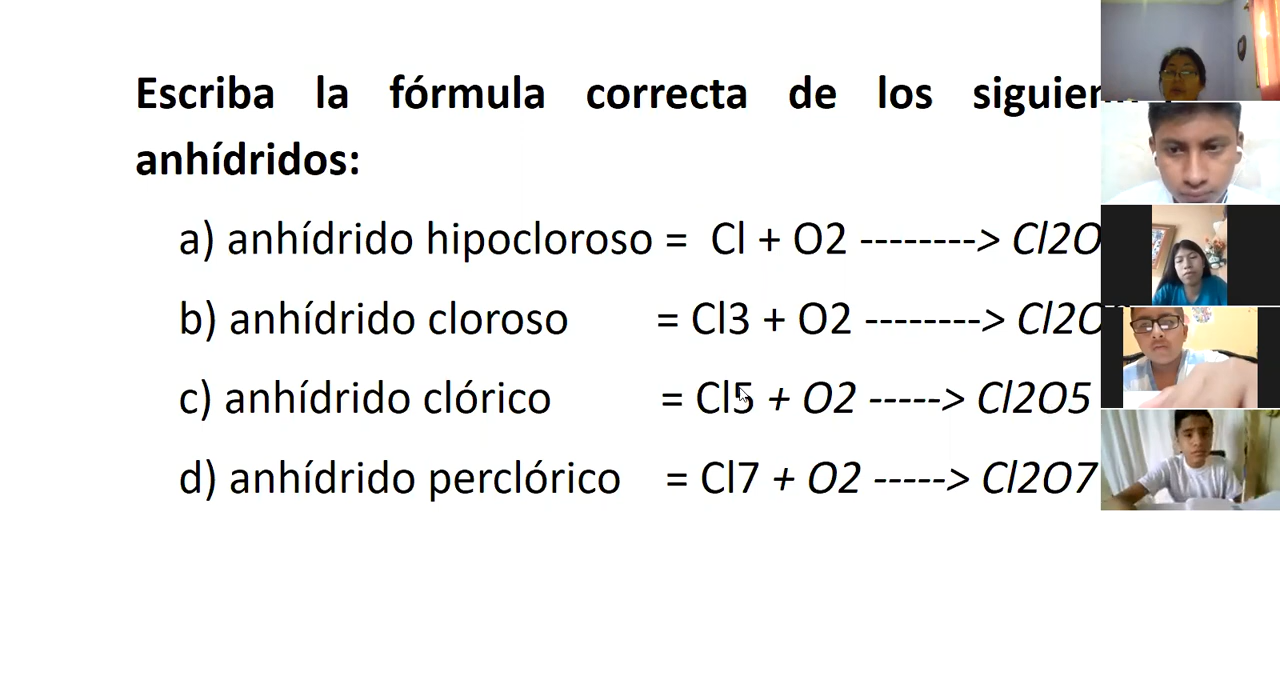 Escriba la fórmula correcta de los
anhídridos:
a) anhídrido hipocloroso = Cl + O2 --------> Cl2O
b) anhídrido cloroso = Cl3 + O2 --------> Cl2O
c) anhídrido clórico = Cl5 + O2 -----> Cl2O5
d) anhídrido perclórico = Cl7 + O2 -----> Cl2O7